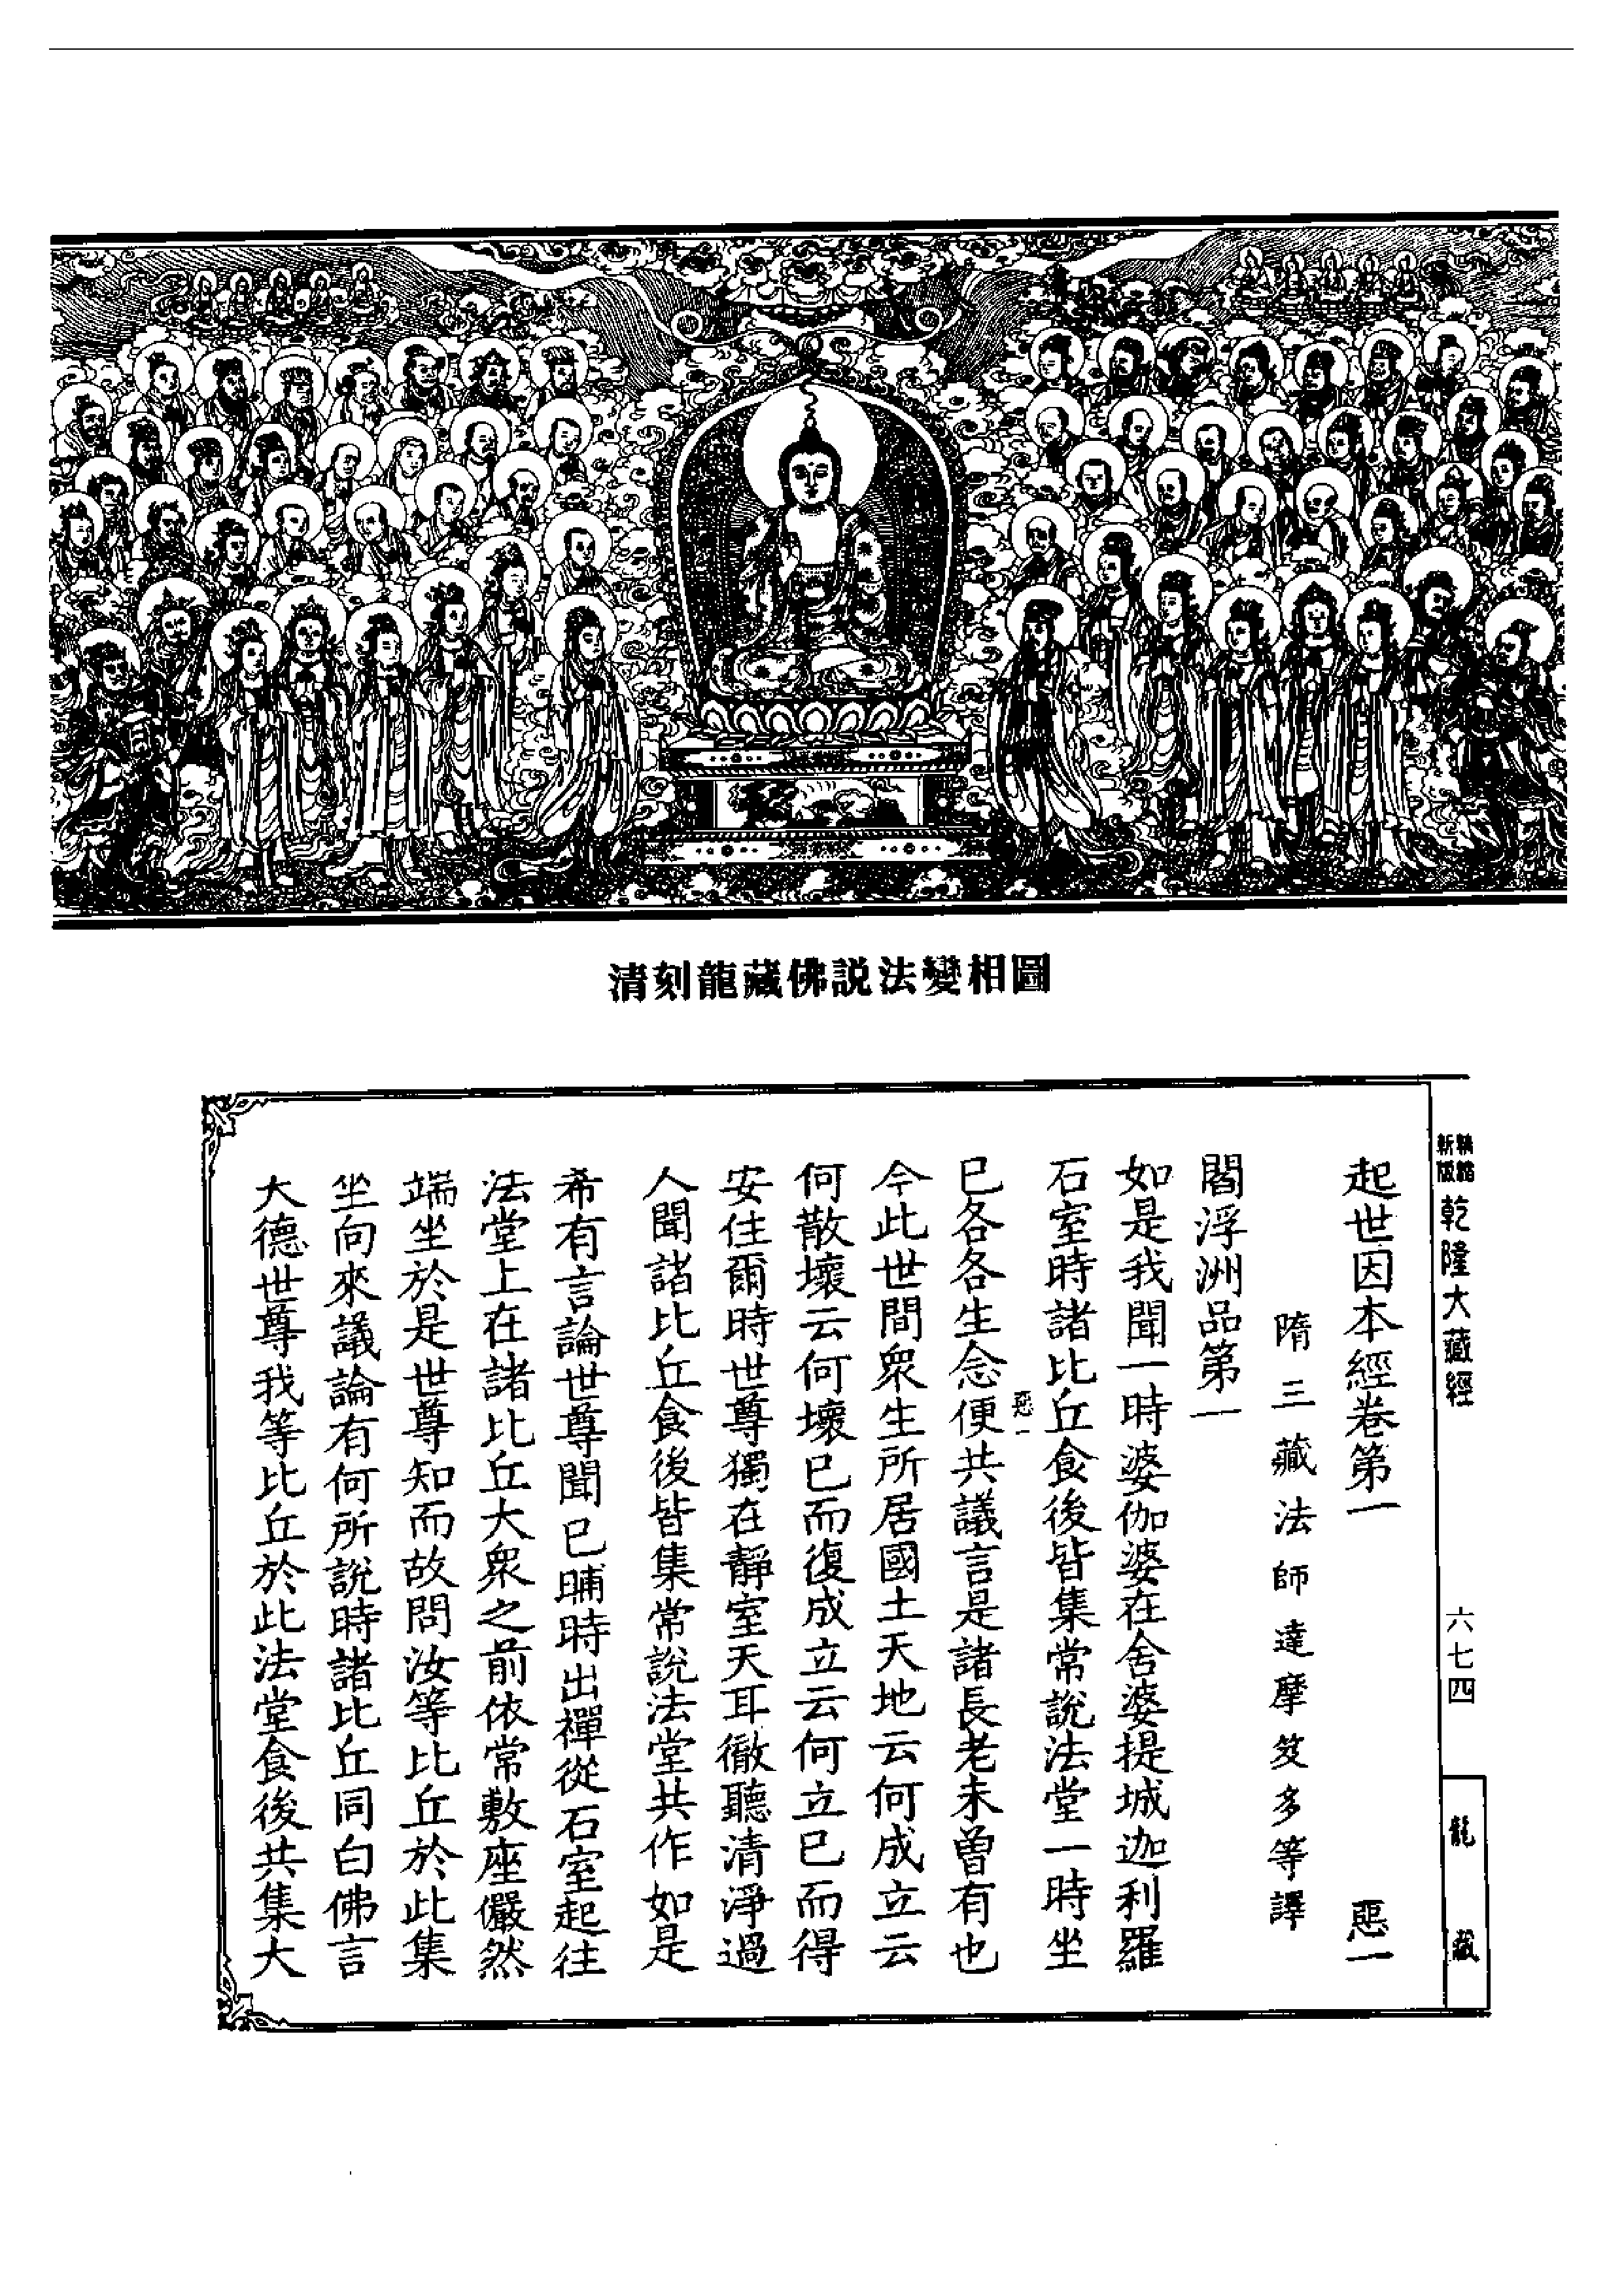 清刻龍藏佛説法變相圖
精縮新版
乾隆大藏經
六七四
龍藏
起世因本經卷第一 惡一
隋三藏法師達摩笈多等譯
閻浮洲品第一
如是我聞一時婆伽婆在舍婆提城迦利羅
石室時諸比丘食後皆集常說法堂一時坐
惡一
已各各生念便共議言是諸長老未曾有也
今此世間眾生所居國土天地云何成立云
何散壞云何壞已而復成立云何立已而得
安住爾時世尊獨在靜室天耳徹聽清淨過
人聞諸比丘食後皆集常說法堂共作如是
希有言論世尊聞已晡時出禪從石室起往
法堂上在諸比丘大眾之前依常敷座儼然
端坐於是世尊知而故問汝等比丘於此集
坐向來議論有何所說時諸比丘同白佛言
大德世尊我等比丘於此法堂食後共集大